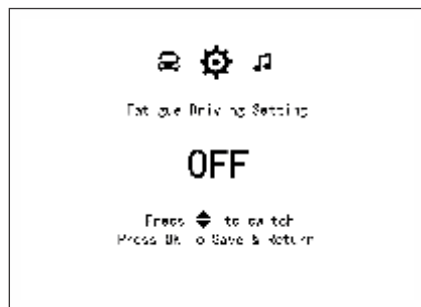 Fatigue Driving Setting
OFF
Press ◆ to switch
Press OK to Save & Return